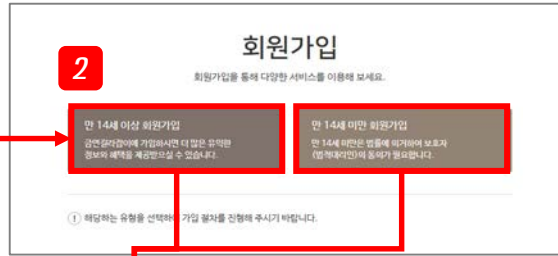 회원가입
2
회원가입을 통해 다양한 서비스를 이용해 보세요.
만 14세 이상 회원가입
금연길라잡이에 가입하시면 더 많은 유익한
정보와 혜택을 제공받으실 수 있습니다.
만 14세 미만 회원가입
만 14세 미만은 법률에 의거하여 보호자
(법적대리인)의 동의가 필요합니다.
! 해당하는 유형을 선택하 가입 절차를 진행해 주시기 바랍니다.